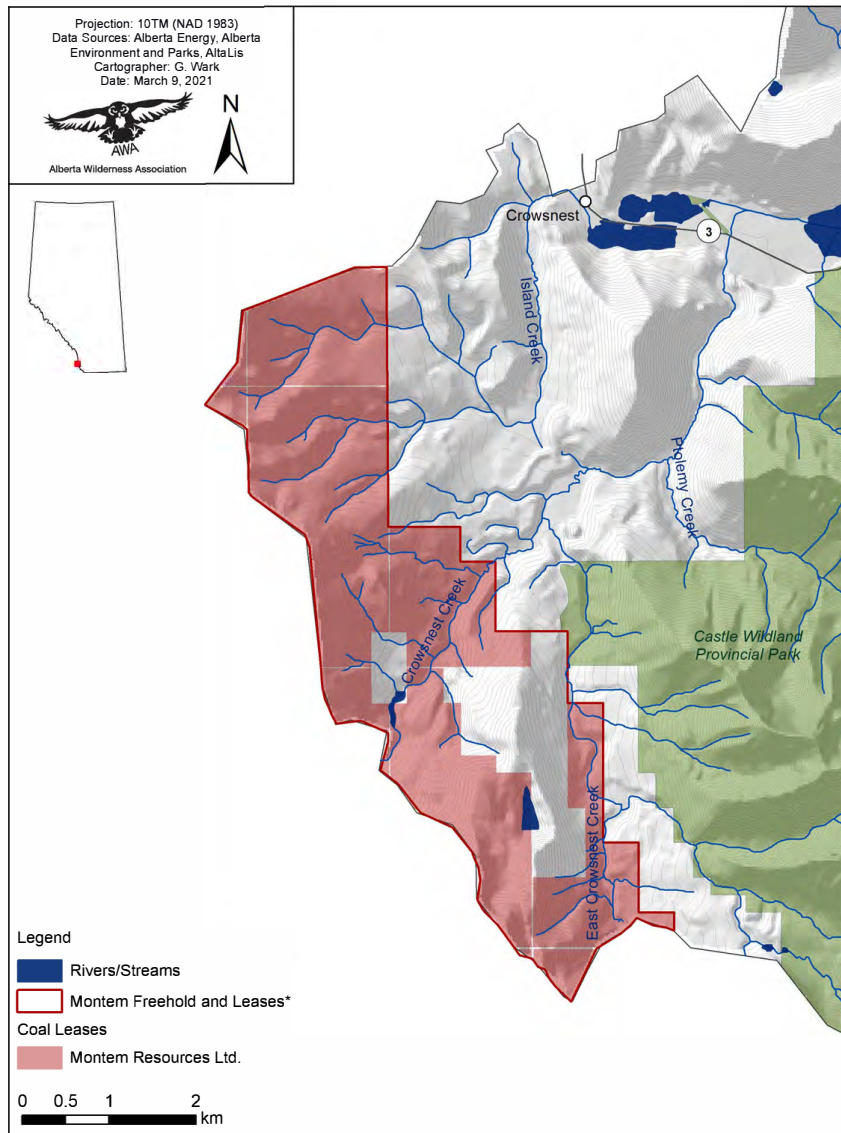 Projection: 10TM (NAD 1983)
Data Sources: Alberta Energy, Alberta
Environment and Parks, AltaLis
Cartographer: G. Wark
Date: March 9, 2021
N
AWA
Alberta Wilderness Association
Crowsnest
3
Island Creek
Ptolemy Creek
Crowsnest Creek
Castle Wildland
Provincial Park
East Crowsnest Creek
Legend
Rivers/Streams
Montem Freehold and Leases*
Coal Leases
Montem Resources Ltd.
0 0.5 1 2
km